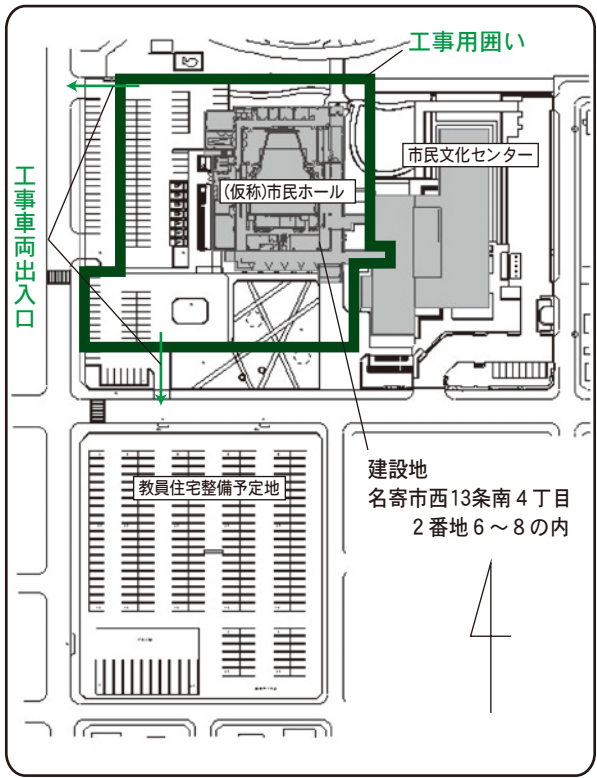 工事用囲い
市民文化センター
(仮称)市民ホール
工事車両出入口
建設地
名寄市西13条南４丁目
２番地６～８の内
教員住宅整備予定地